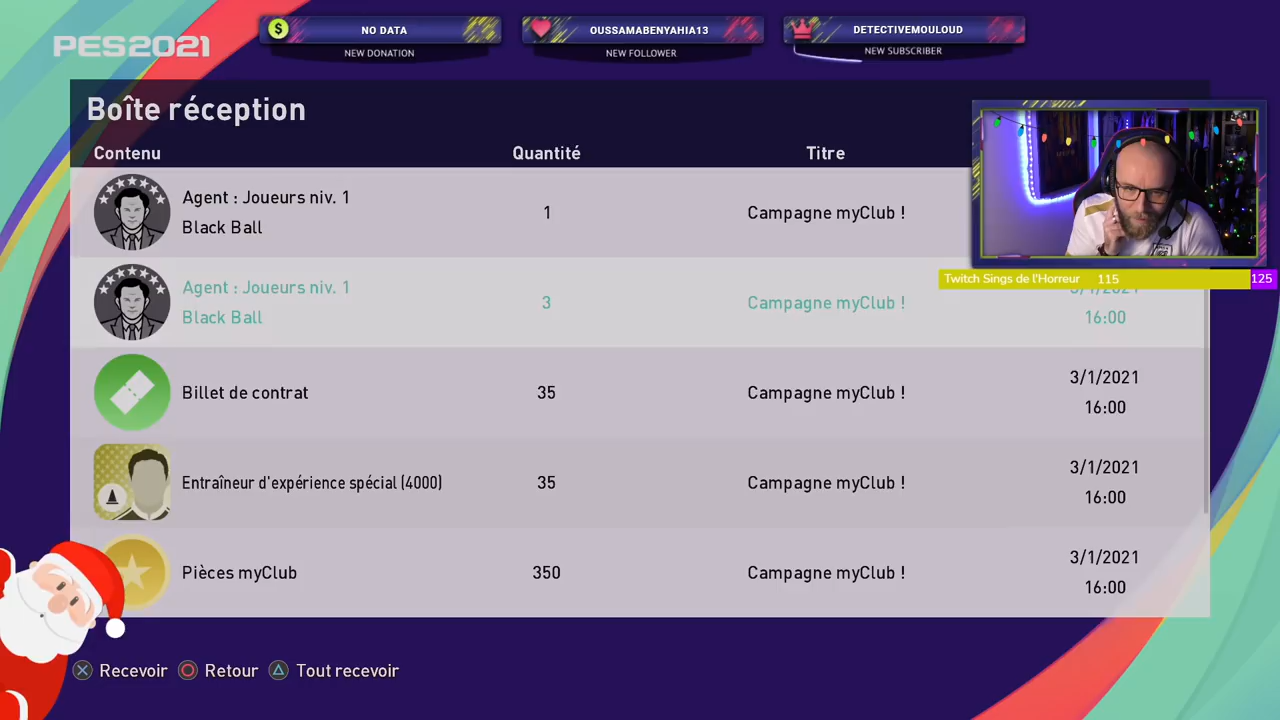 PES2021
NO DATA
NEW DONATION
OUSSAMABENYAHIA13
NEW FOLLOWER
DETECTIVEMOULOUD
NEW SUBSCRIBER
Boîte réception
Contenu Quantité Titre
Agent : Joueurs niv. 1
Black Ball
1
Campagne myClub !
Twitch Sings de l'Horreur 115 125
Agent : Joueurs niv. 1
Black Ball
3
Campagne myClub !
3/1/2021
16:00
Billet de contrat
35
Campagne myClub !
3/1/2021
16:00
Entraîneur d'expérience spécial (4000)
35
Campagne myClub !
3/1/2021
16:00
Pièces myClub
350
Campagne myClub !
3/1/2021
16:00
Recevoir Retour Tout recevoir